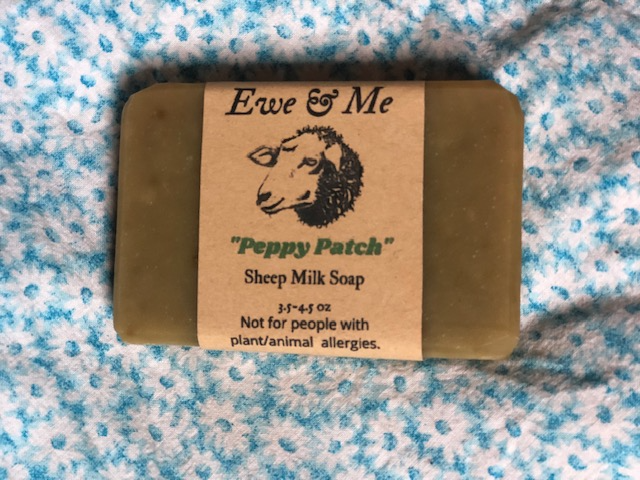 Ewe & Me
"Peppy Patch"
Sheep Milk Soap
3.5-4.5 oz
Not for people with
plant/animal allergies.